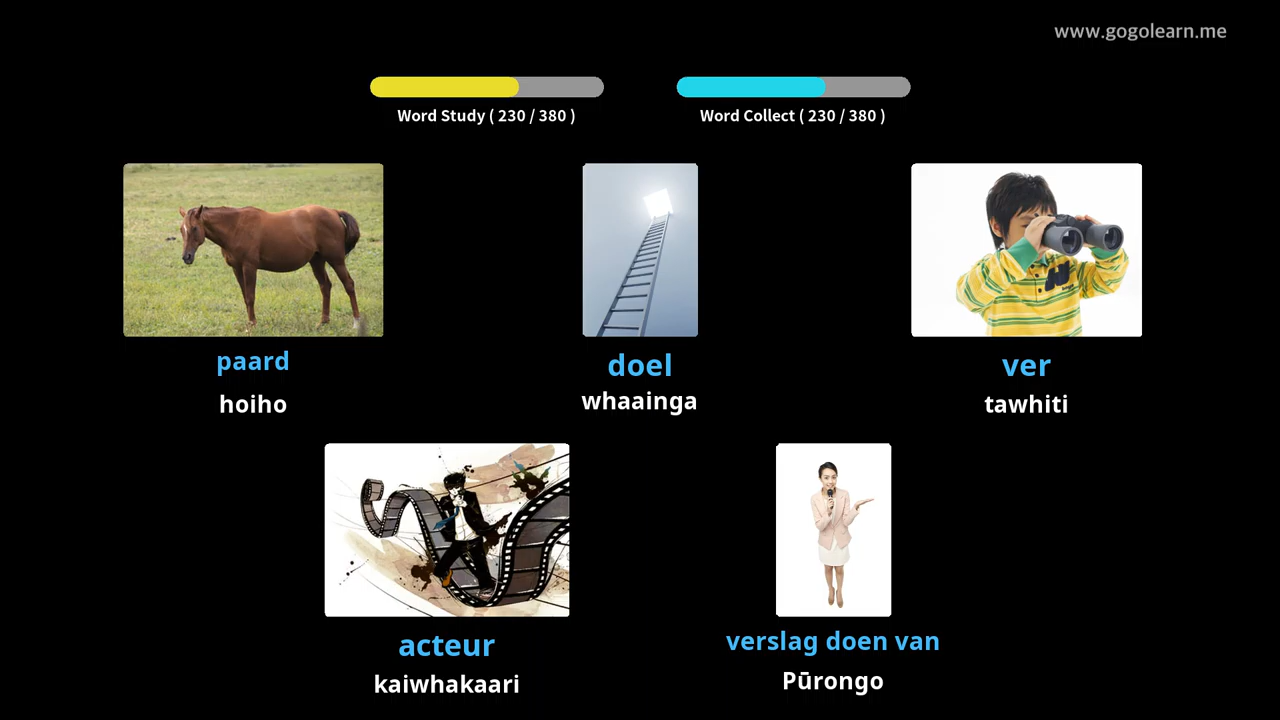 www.gogolearn.me
Word Study ( 230 / 380 )
Word Collect ( 230 / 380 )
paard
hoiho
doel
whaainga
ver
tawhiti
acteur
kaiwhakaari
verslag doen van
Pūrongo